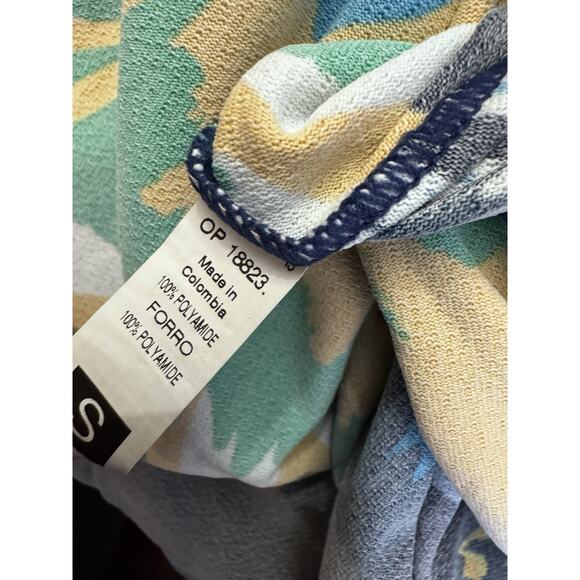 OP 18823.
Made in
Colombia
100% POLYAMIDE
FORRO
100% POLYAMIDE
S